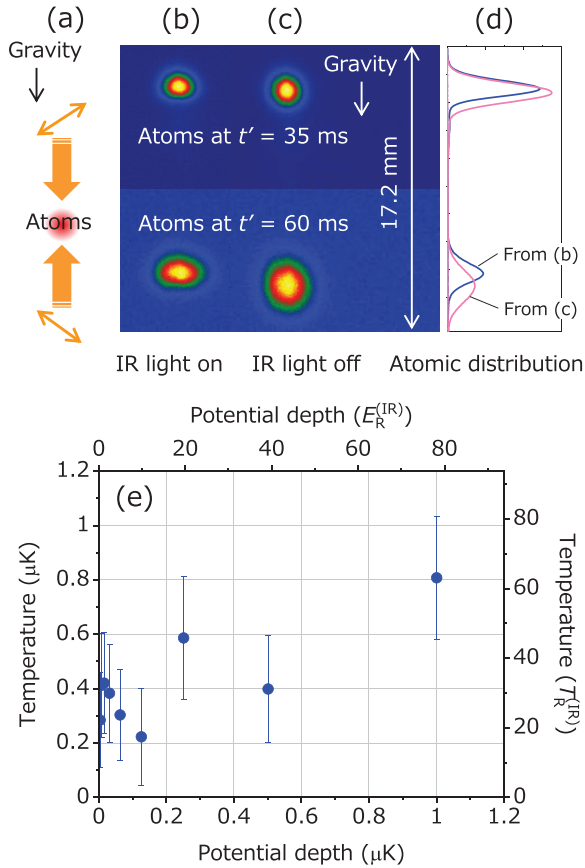 (a) (b) (c) (d)
Gravity
Gravity
Atoms at t′ = 35 ms
17.2 mm
Atoms
Atoms at t′ = 60 ms
From (b)
From (c)
IR light on IR light off Atomic distribution
Potential depth (E_R^(IR))
0 20 40 60 80
(e)
1.2
1
0.8
0.6
0.4
0.2
0
Temperature (μK)
80
60
40
20
0
Temperature (T_R^(IR))
0 0.2 0.4 0.6 0.8 1
Potential depth (μK)